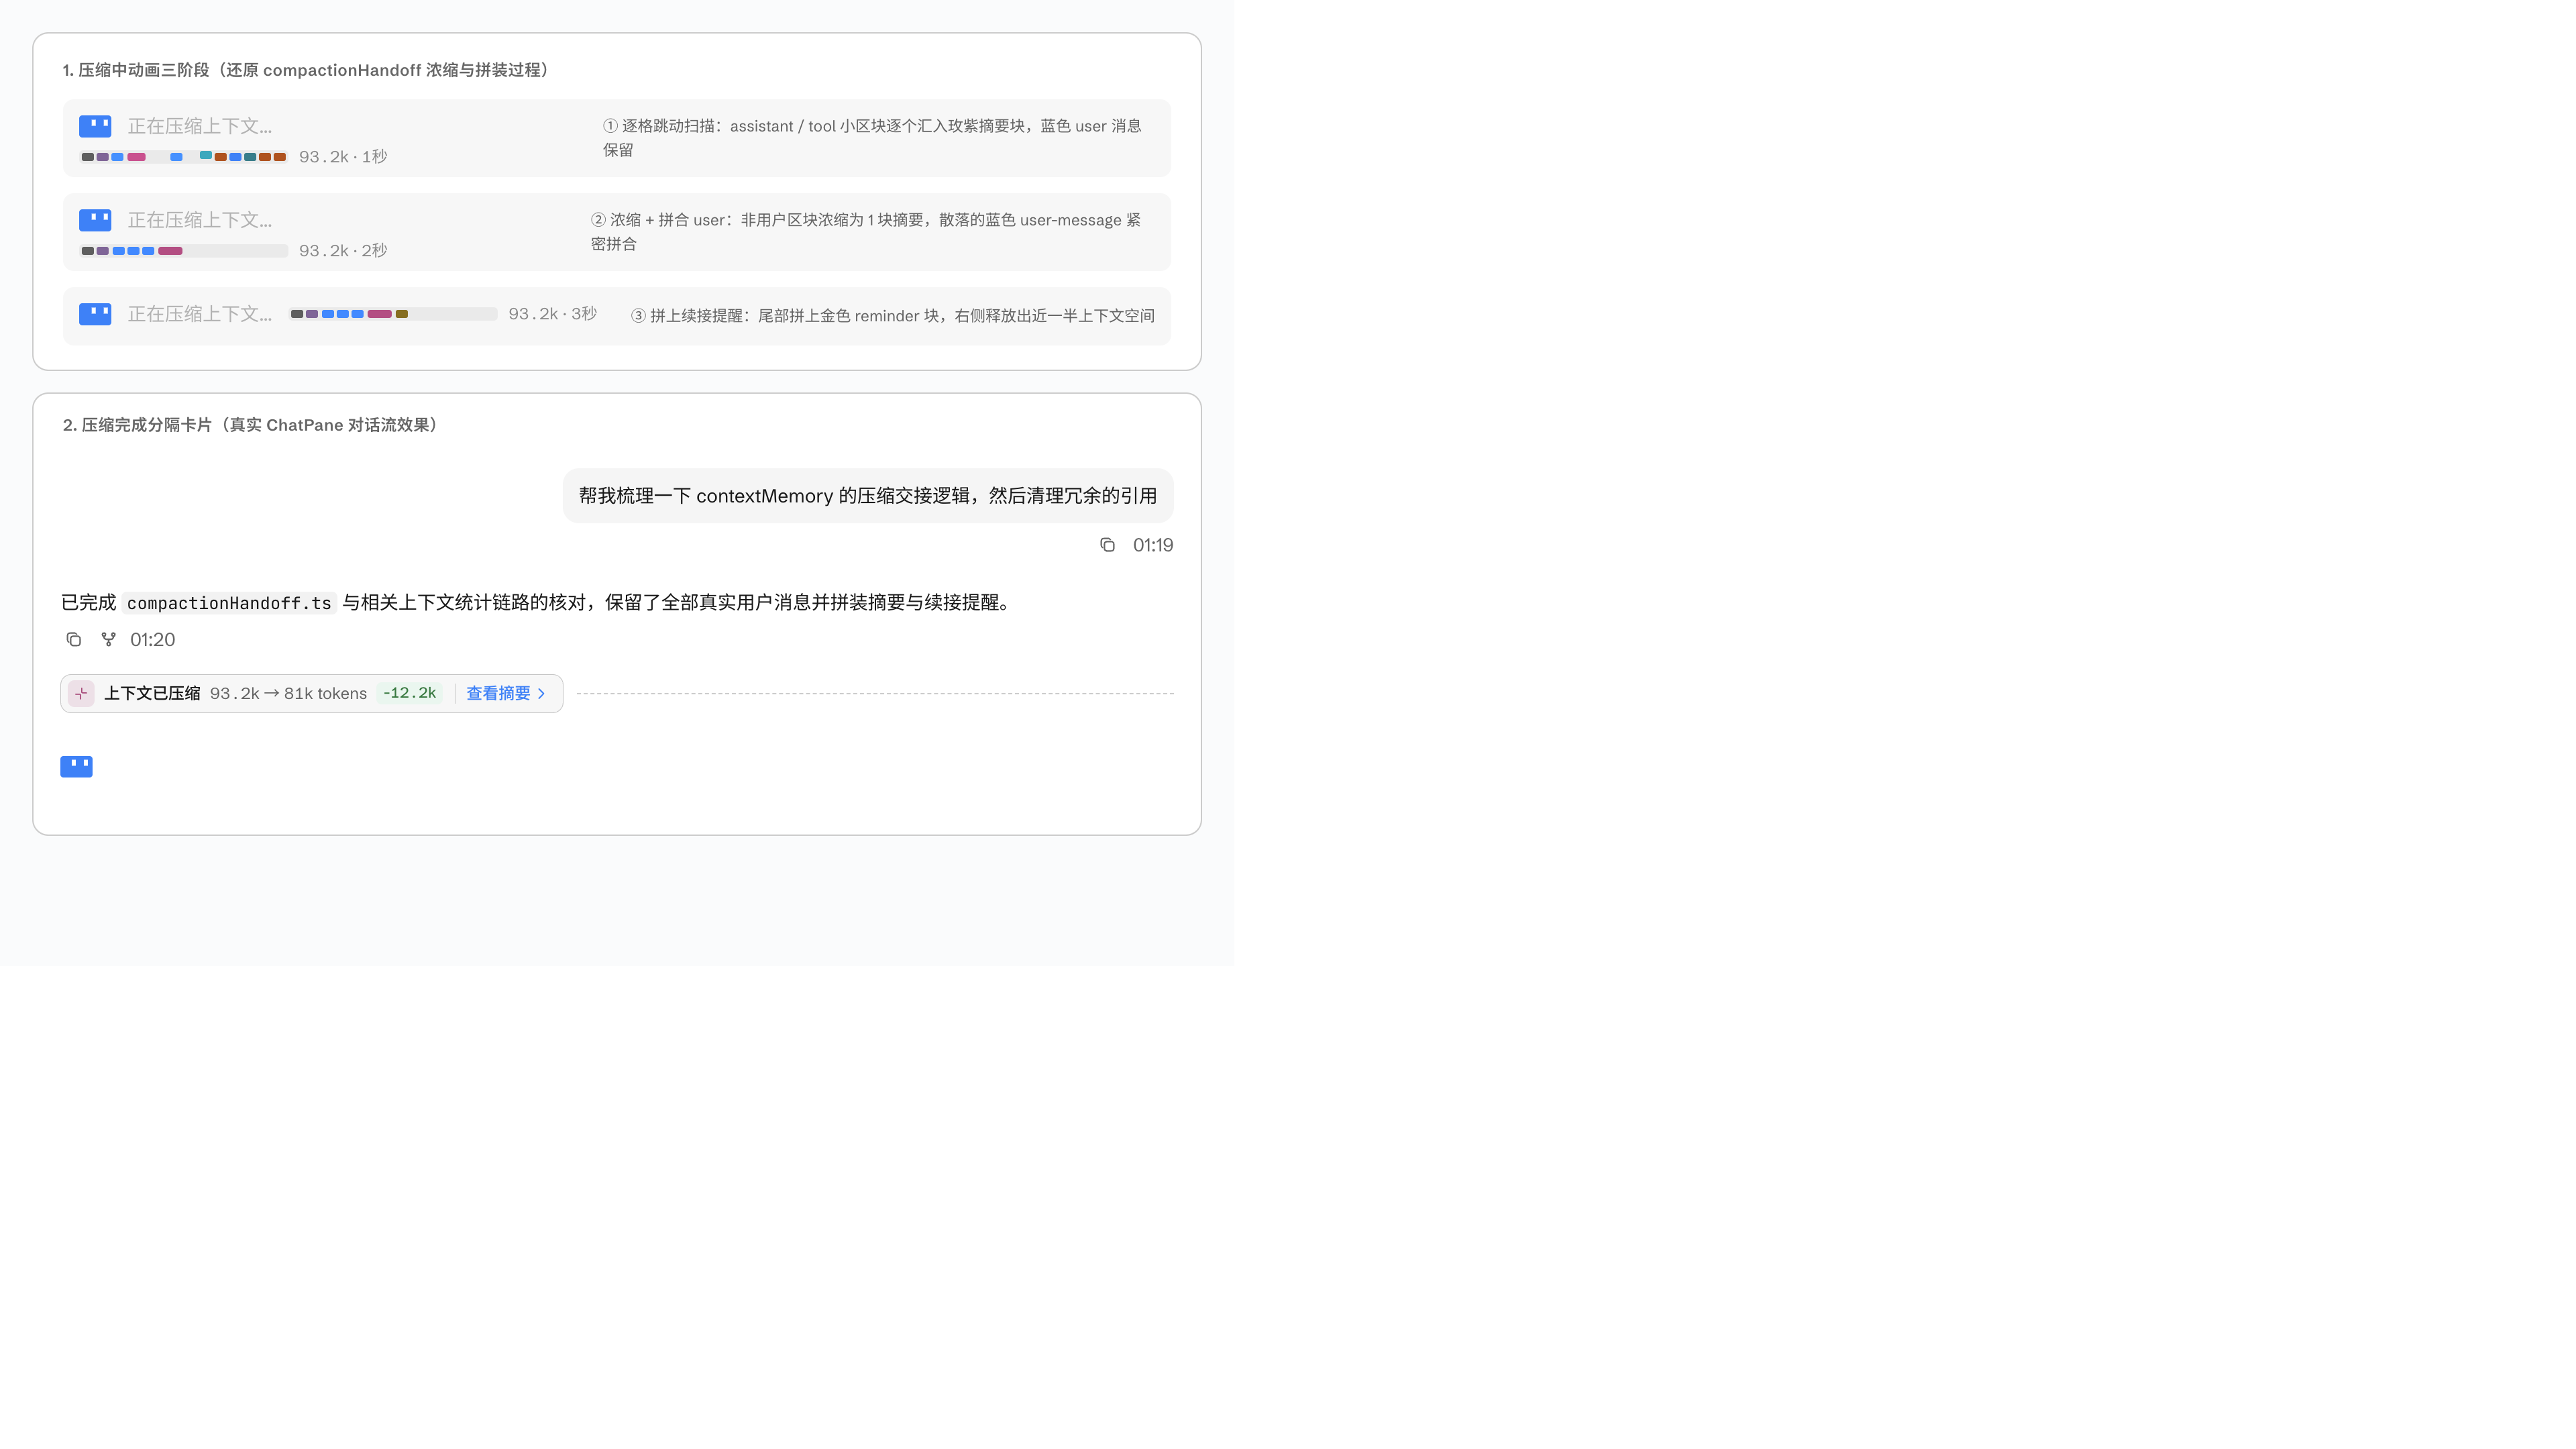 1. 压缩中动画三阶段（还原 compactionHandoff 浓缩与拼装过程）
正在压缩上下文...
93.2k · 1秒
① 逐格跳动扫描：assistant / tool 小区块逐个汇入玫紫摘要块，蓝色 user 消息
保留
正在压缩上下文...
93.2k · 2秒
② 浓缩 + 拼合 user：非用户区块浓缩为 1 块摘要，散落的蓝色 user-message 紧
密拼合
正在压缩上下文...
93.2k · 3秒
③ 拼上续接提醒：尾部拼上金色 reminder 块，右侧释放出近一半上下文空间
2. 压缩完成分隔卡片（真实 ChatPane 对话流效果）
帮我梳理一下 contextMemory 的压缩交接逻辑，然后清理冗余的引用
01:19
已完成 compactionHandoff.ts 与相关上下文统计链路的核对，保留了全部真实用户消息并拼装摘要与续接提醒。
01:20
上下文已压缩 93.2k → 81k tokens -12.2k 查看摘要